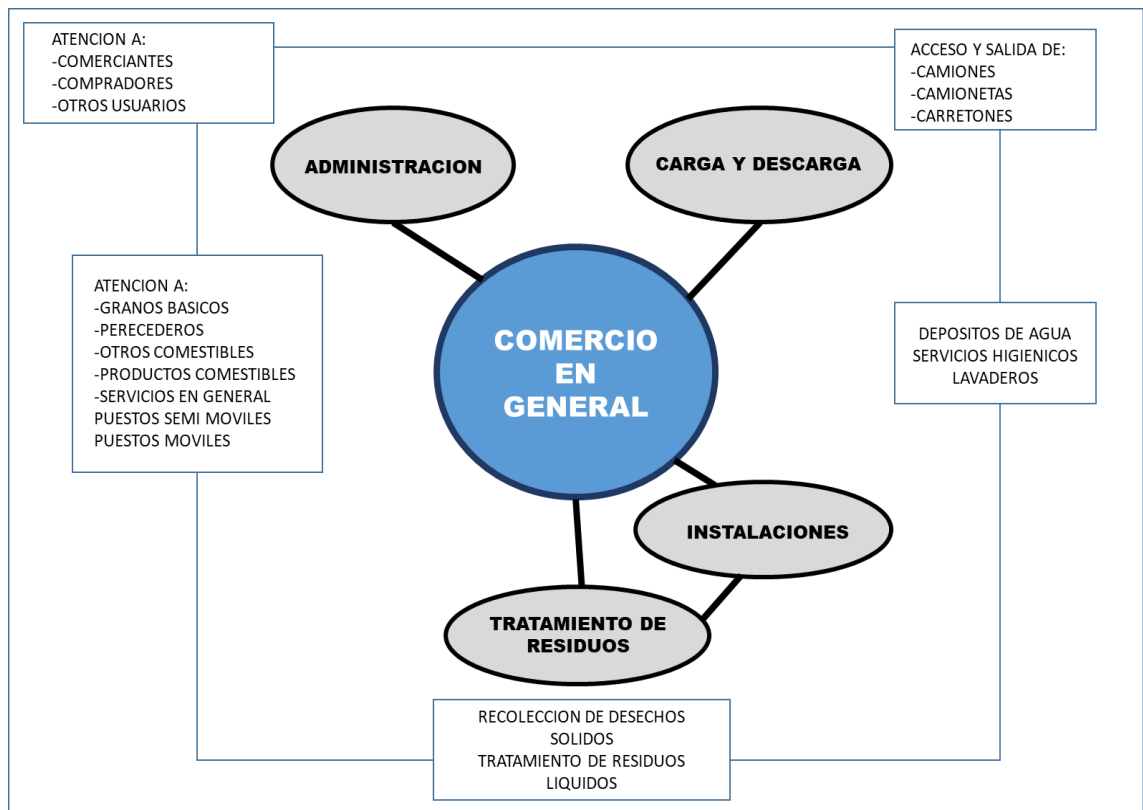 ATENCION A:
-COMERCIANTES
-COMPRADORES
-OTROS USUARIOS
ACCESO Y SALIDA DE:
-CAMIONES
-CAMIONETAS
-CARRETONES
ADMINISTRACION
CARGA Y DESCARGA
ATENCION A:
-GRANOS BASICOS
-PERECEDEROS
-OTROS COMESTIBLES
-PRODUCTOS COMESTIBLES
-SERVICIOS EN GENERAL
PUESTOS SEMI MOVILES
PUESTOS MOVILES
COMERCIO
EN
GENERAL
DEPOSITOS DE AGUA
SERVICIOS HIGIENICOS
LAVADEROS
INSTALACIONES
TRATAMIENTO DE
RESIDUOS
RECOLECCION DE DESECHOS
SOLIDOS
TRATAMIENTO DE RESIDUOS
LIQUIDOS